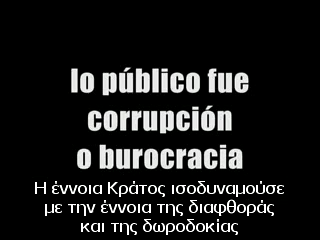 lo público fue
corrupción
o burocracia
Η έννοια Κράτος ισοδυναμούσε
με την έννοια της διαφθοράς
και της δωροδοκίας